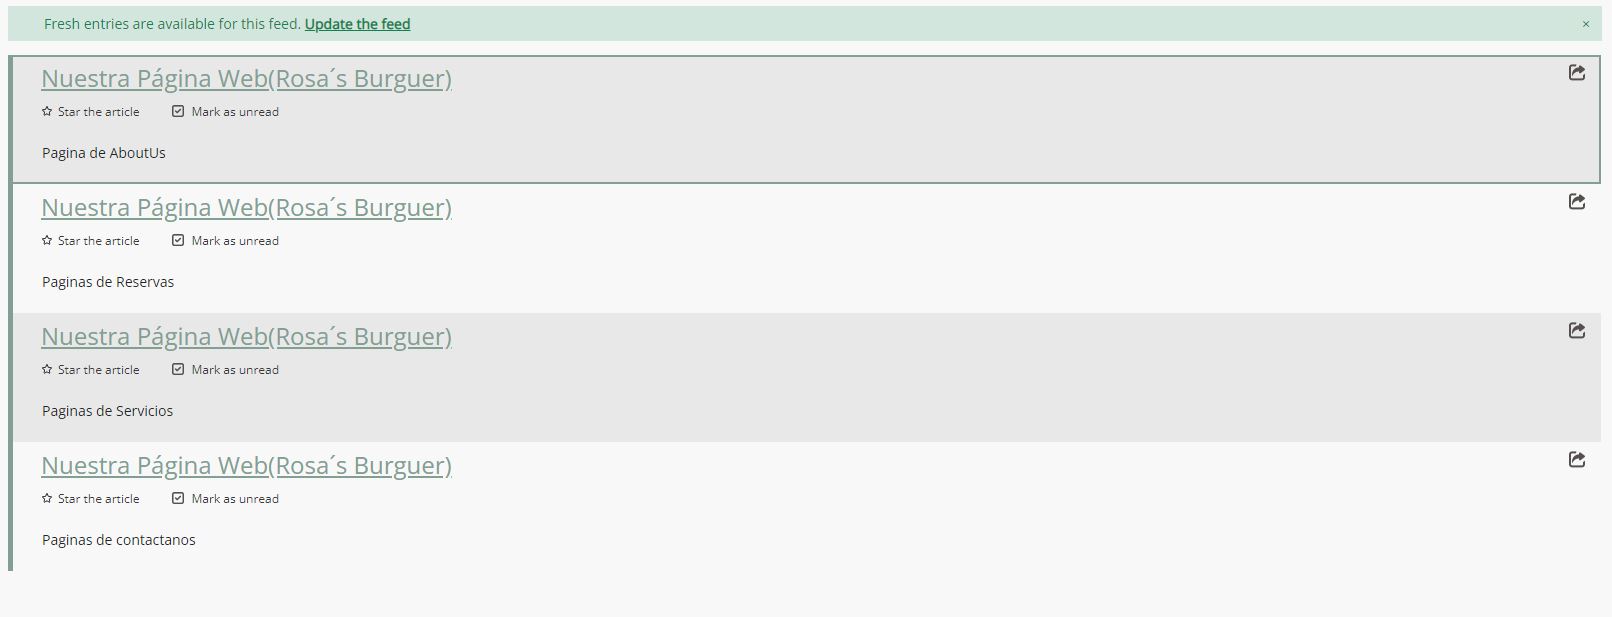 Fresh entries are available for this feed. Update the feed ×
Nuestra Página Web(Rosa´s Burguer)
Star the article Mark as unread
Pagina de AboutUs
Nuestra Página Web(Rosa´s Burguer)
Star the article Mark as unread
Paginas de Reservas
Nuestra Página Web(Rosa´s Burguer)
Star the article Mark as unread
Paginas de Servicios
Nuestra Página Web(Rosa´s Burguer)
Star the article Mark as unread
Paginas de contactanos